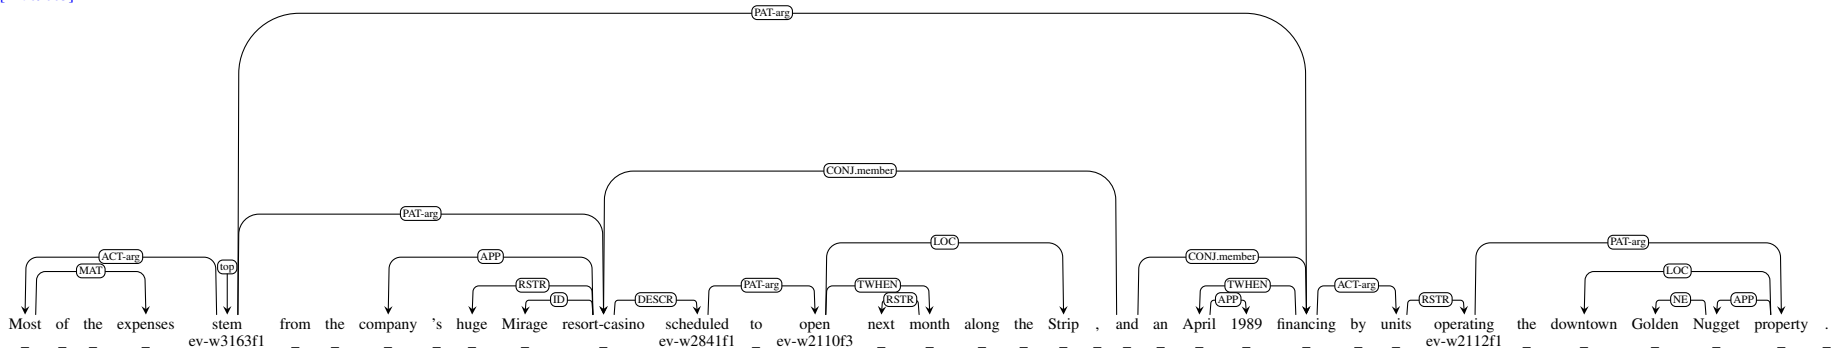 PAT-arg
CONJ.member
PAT-arg
LOC PAT-arg
ACT-arg APP CONJ.member
top MAT LOC
RSTR PAT-arg TWHEN TWHEN ACT-arg
ID DESCR RSTR APP RSTR NE APP
Most of the expenses stem from the company 's huge Mirage resort-casino scheduled to open next month along the Strip , and an April 1989 financing by units operating the downtown Golden Nugget property .
_ _ _ _ ev-w3163f1 _ _ _ _ _ _ _ ev-w2841f1 _ ev-w2110f3 _ _ _ _ _ _ _ _ _ _ _ _ _ ev-w2112f1 _ _ _ _ _ _